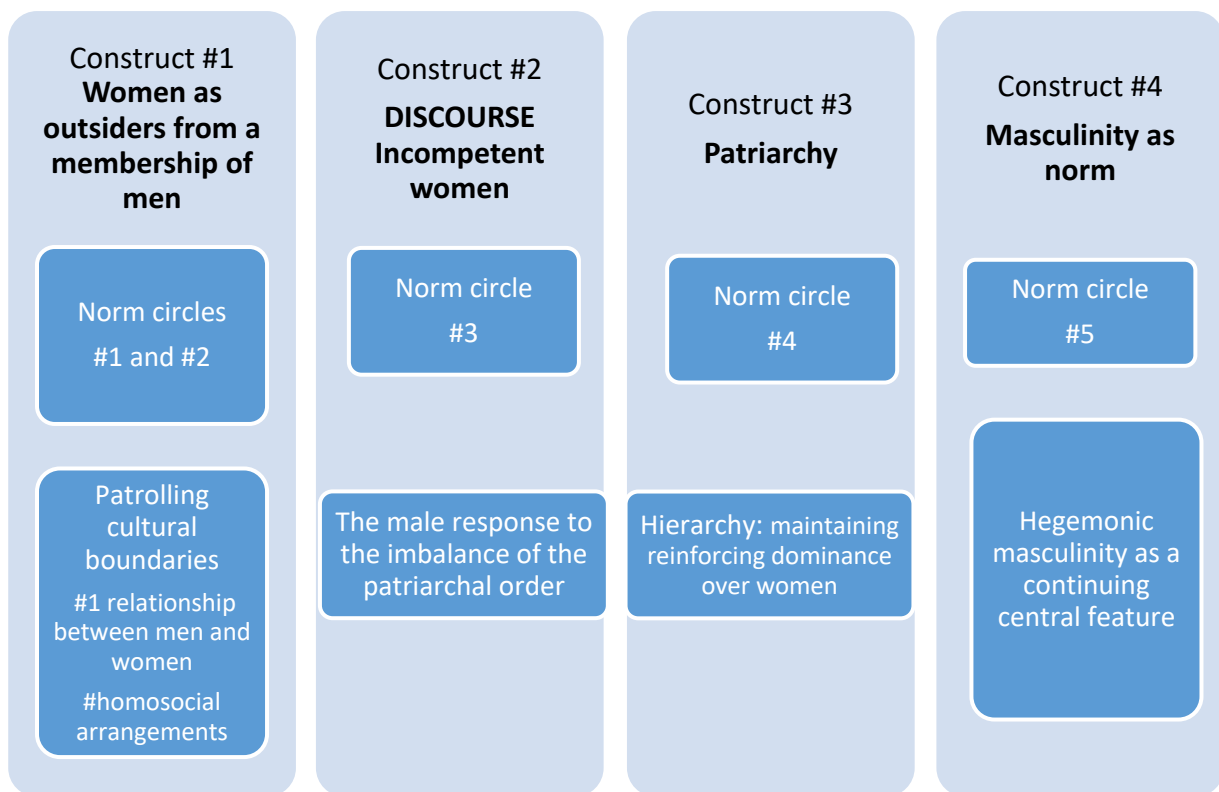 Construct #1
Women as
outsiders from a
membership of
men
Norm circles
#1 and #2
Patrolling
cultural
boundaries
#1 relationship
between men and
women
#homosocial
arrangements
Construct #2
DISCOURSE
Incompetent
women
Norm circle
#3
The male response to
the imbalance of the
patriarchal order
Construct #3
Patriarchy
Norm circle
#4
Hierarchy: maintaining
reinforcing dominance
over women
Construct #4
Masculinity as
norm
Norm circle
#5
Hegemonic
masculinity as a
continuing
central feature